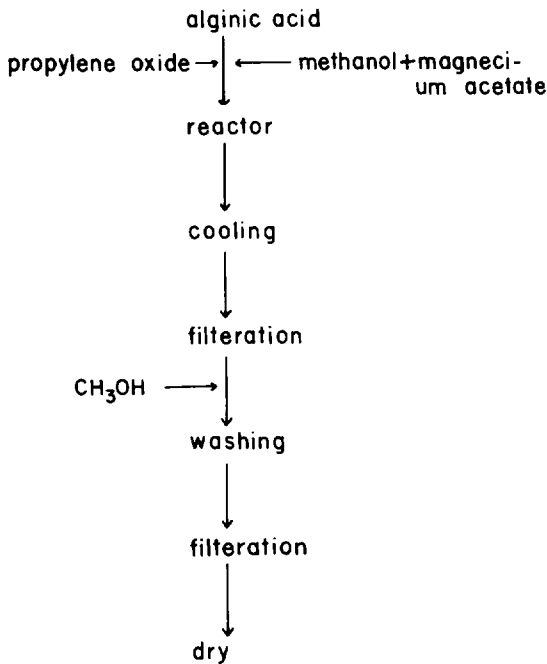 alginic acid
propylene oxide
methanol+magneci-
um acetate
reactor
cooling
filteration
CH₃OH
washing
filteration
dry